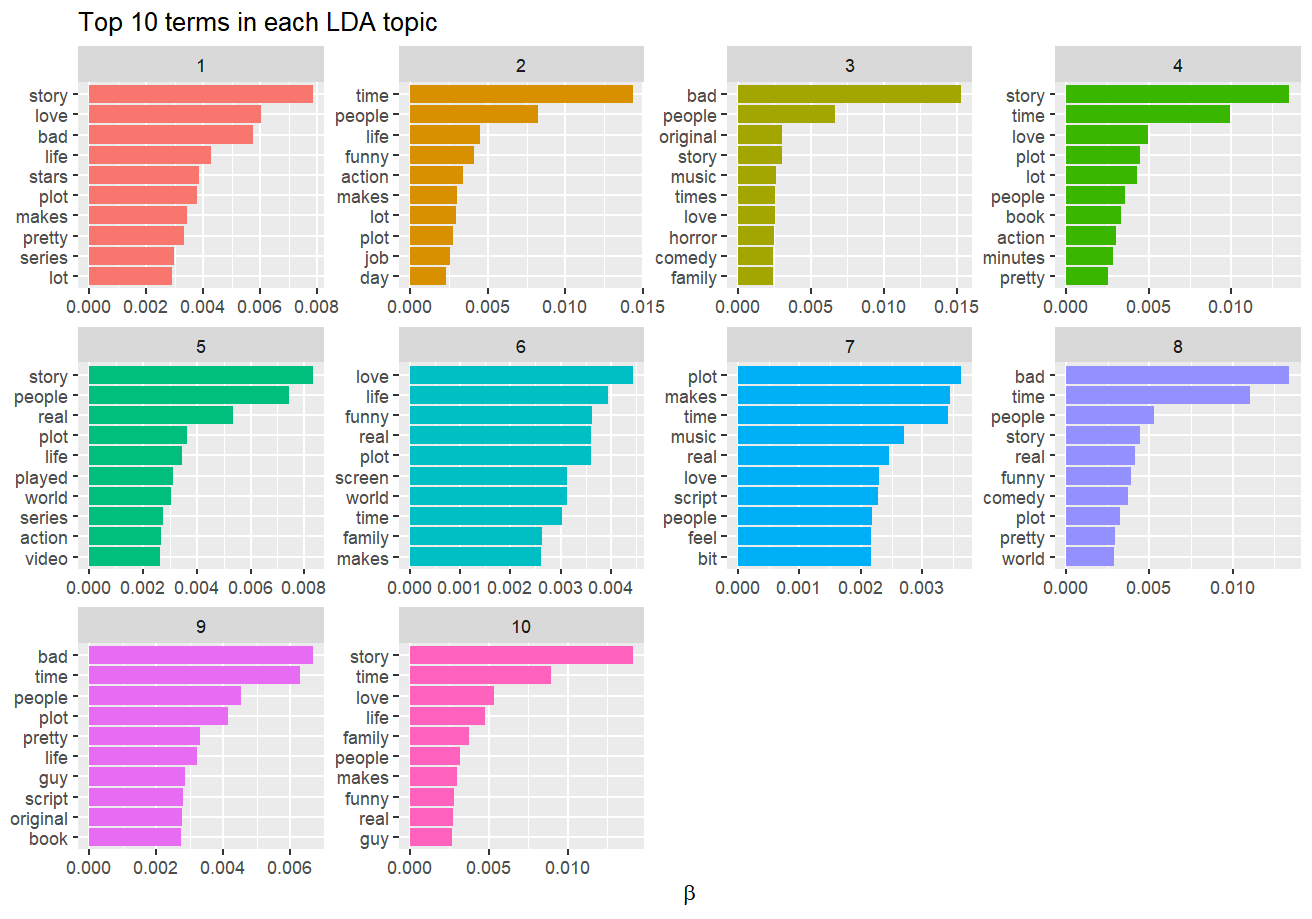 Top 10 terms in each LDA topic
1
story
love
bad
life
stars
plot
makes
pretty
series
lot
0.000 0.002 0.004 0.006 0.008
2
time
people
life
funny
action
makes
lot
plot
job
day
0.000 0.005 0.010 0.015
3
bad
people
original
story
music
times
love
horror
comedy
family
0.000 0.005 0.010 0.015
4
story
time
love
plot
lot
people
book
action
minutes
pretty
0.000 0.005 0.010
5
story
people
real
plot
life
played
world
series
action
video
0.000 0.002 0.004 0.006 0.008
6
love
life
funny
real
plot
screen
world
time
family
makes
0.000 0.001 0.002 0.003 0.004
7
plot
makes
time
music
real
love
script
people
feel
bit
0.000 0.001 0.002 0.003
8
bad
time
people
story
real
funny
comedy
plot
pretty
world
0.000 0.005 0.010
9
bad
time
people
plot
pretty
life
guy
script
original
book
0.000 0.002 0.004 0.006
10
story
time
love
life
family
people
makes
funny
real
guy
0.000 0.005 0.010
β